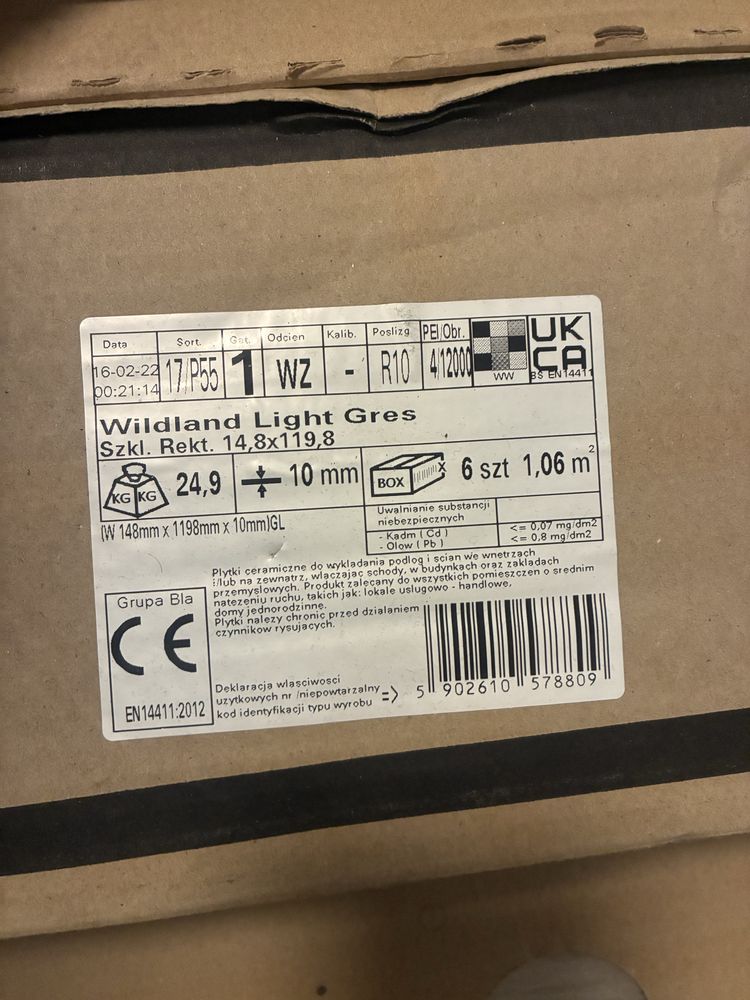 Data Sort. Gat. Odcien Kalib. Poslizg PEI/Obr.
16-02-22
00:21:14
17/P55 1 WZ - R10 4/12000
WW
UK
CA
BS EN14411
Wildland Light Gres
Szkl. Rekt. 14,8x119,8
KG KG 24,9 10 mm BOX 6 szt 1,06 m²
(W 148mm x 1198mm x 10mm)GL
Uwalnianie substancji
niebezpiecznych
- Kadm ( Cd ) <= 0.07 mg/dm2
- Olow ( Pb ) <= 0.8 mg/dm2
Plytki ceramiczne do wykladania podlog i scian we wnetrzach
i/lub na zewnatrz, wlaczajac schody, w budynkach oraz zakladach
przemyslowych. Produkt zalecany do wszystkich pomieszczen o srednim
natezeniu ruchu, takich jak: lokale uslugowo - handlowe,
domy jednorodzinne.
Plytki nalezy chronic przed dzialaniem
czynnikow rysujacych.
Grupa BIa
CE
EN14411:2012
Deklaracja wlasciwosci
uzytkowych nr /niepowtarzalny
kod identyfikacji typu wyrobu =>
5 902610 578809